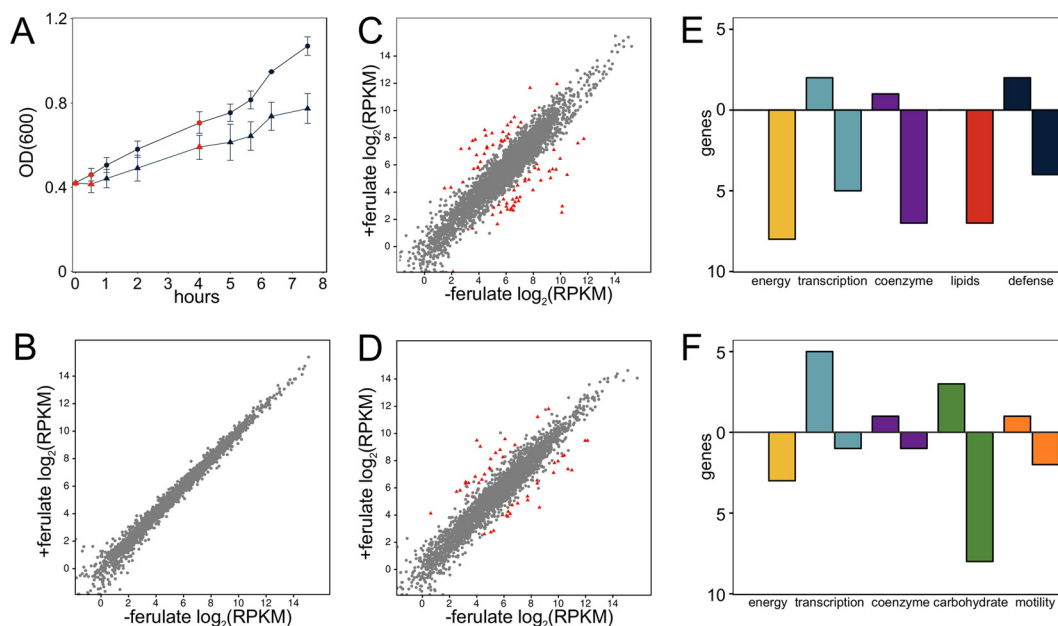 A
1.2
0.8
0.4
0
OD(600)
0 1 2 3 4 5 6 7 8
hours
C
14
12
10
8
6
4
2
0
+ferulate log2(RPKM)
0 2 4 6 8 10 12 14
-ferulate log2(RPKM)
E
5
0
5
10
genes
energy transcription coenzyme lipids defense
B
14
12
10
8
6
4
2
0
+ferulate log2(RPKM)
0 2 4 6 8 10 12 14
-ferulate log2(RPKM)
D
14
12
10
8
6
4
2
0
+ferulate log2(RPKM)
0 2 4 6 8 10 12 14
-ferulate log2(RPKM)
F
5
0
5
10
genes
energy transcription coenzyme carbohydrate motility